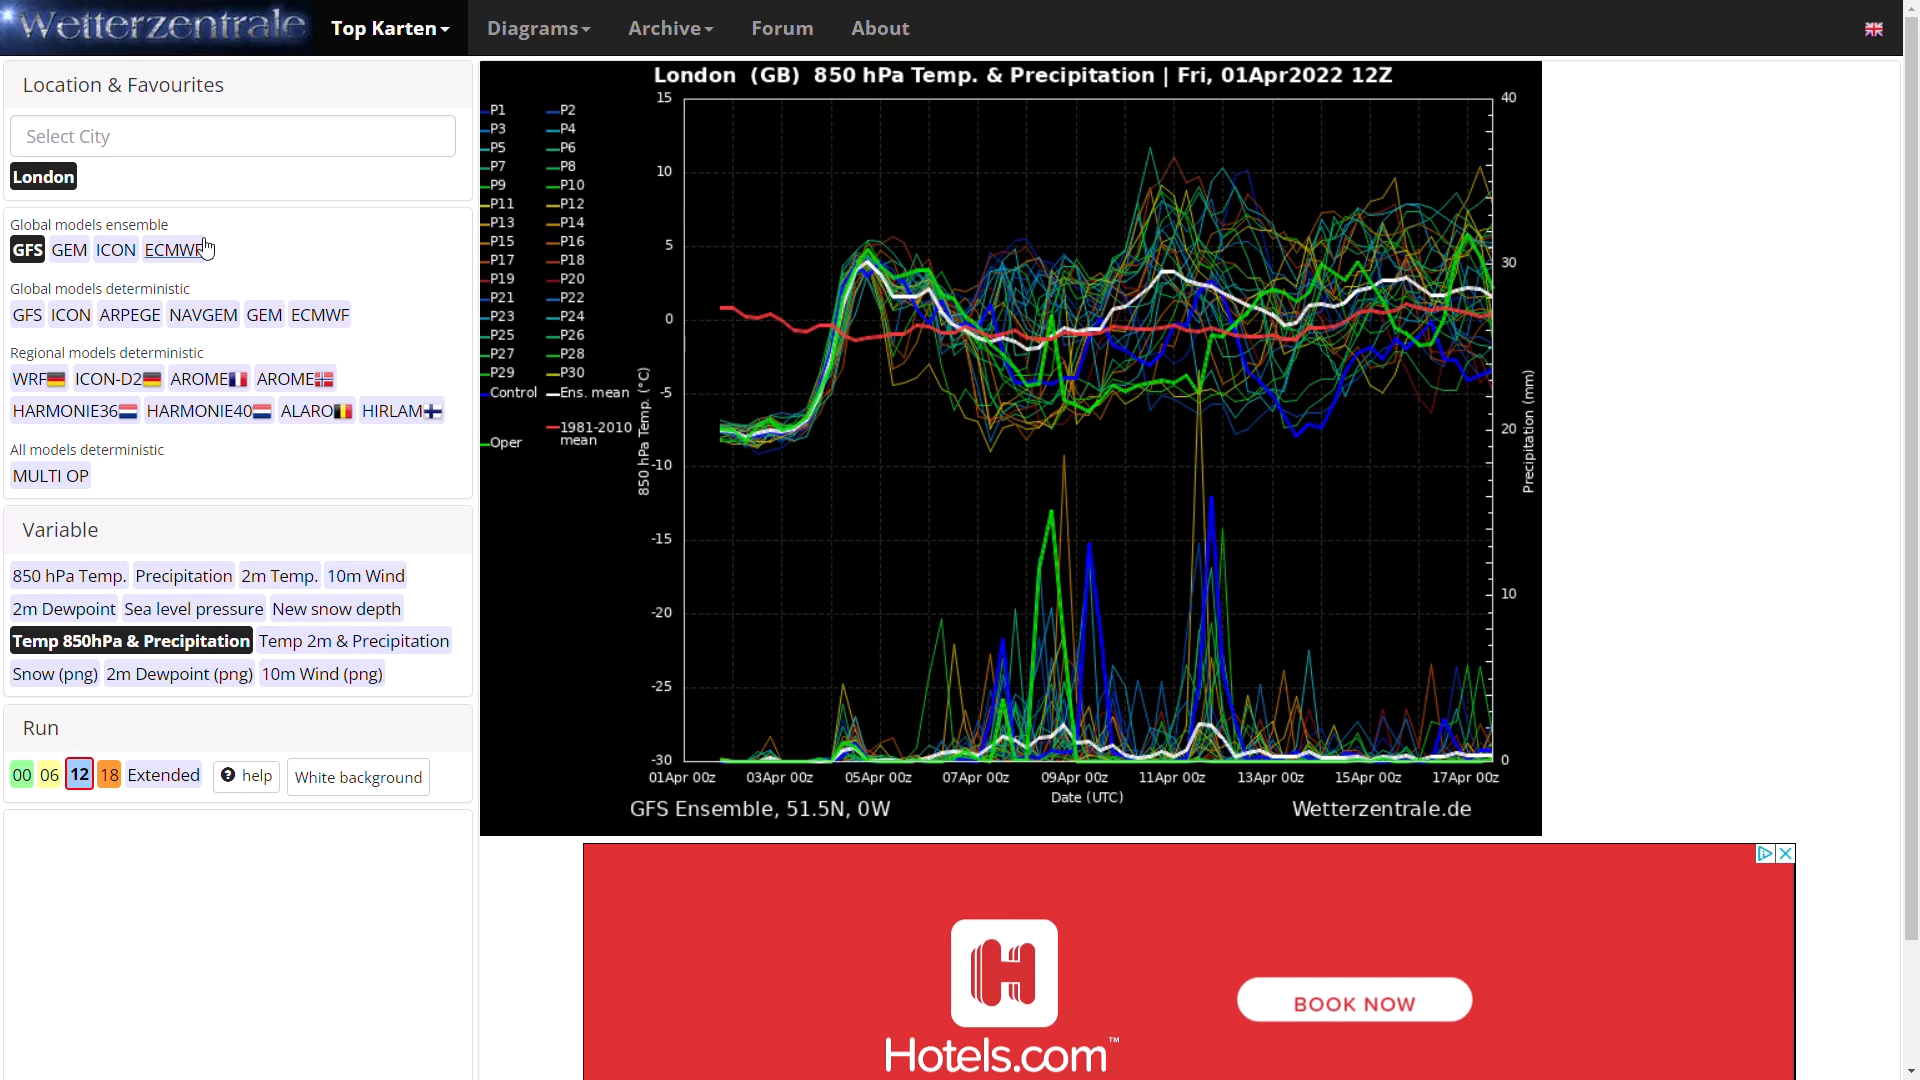 Wetterzentrale
Top Karten
Diagrams
Archive
Forum
About
Location & Favourites
Select City
London
Global models ensemble
GFS GEM ICON ECMWF
Global models deterministic
GFS ICON ARPEGE NAVGEM GEM ECMWF
Regional models deterministic
WRF ICON-D2 AROME AROME
HARMONIE36 HARMONIE40 ALARO HIRLAM
All models deterministic
MULTI OP
Variable
850 hPa Temp. Precipitation 2m Temp. 10m Wind
2m Dewpoint Sea level pressure New snow depth
Temp 850hPa & Precipitation Temp 2m & Precipitation
Snow (png) 2m Dewpoint (png) 10m Wind (png)
Run
00 06 12 18 Extended help White background
London (GB) 850 hPa Temp. & Precipitation | Fri, 01Apr2022 12Z
P1 P2
P3 P4
P5 P6
P7 P8
P9 P10
P11 P12
P13 P14
P15 P16
P17 P18
P19 P20
P21 P22
P23 P24
P25 P26
P27 P28
P29 P30
Control Ens. mean
Oper 1981-2010
mean
850 hPa Temp. (°C)
15
10
5
0
-5
-10
-15
-20
-25
-30
40
30
20
10
0
Precipitation (mm)
01Apr 00z 03Apr 00z 05Apr 00z 07Apr 00z 09Apr 00z 11Apr 00z 13Apr 00z 15Apr 00z 17Apr 00z
Date (UTC)
GFS Ensemble, 51.5N, 0W
Wetterzentrale.de
H
Hotels.com™
BOOK NOW